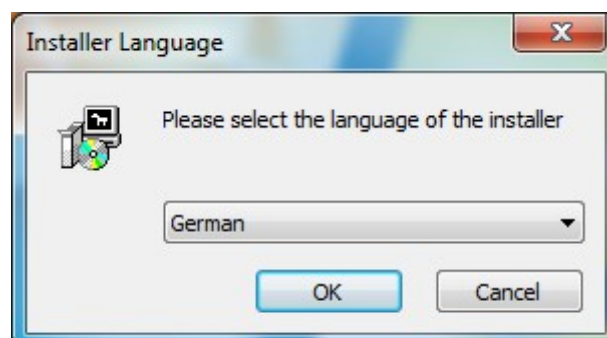 Installer Language
Please select the language of the installer
German
OK
Cancel